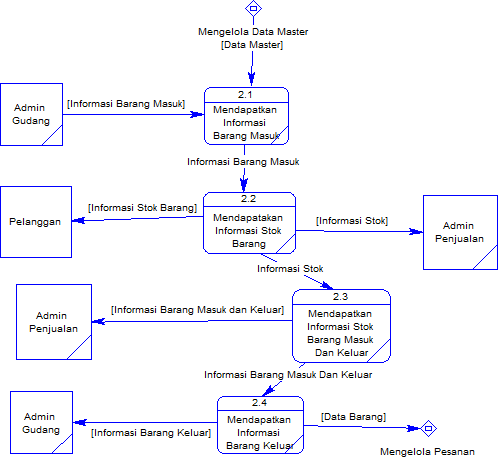 Mengelola Data Master
[Data Master]
2.1
Mendapatkan
Informasi
Barang Masuk
Admin
Gudang
[Informasi Barang Masuk]
Informasi Barang Masuk
2.2
Mendapatakan
Informasi Stok
Barang
Pelanggan
[Informasi Stok Barang]
[Informasi Stok]
Admin
Penjualan
Informasi Stok
2.3
Mendapatkan
Informasi Stok
Barang Masuk
Dan Keluar
Admin
Penjualan
[Informasi Barang Masuk dan Keluar]
Informasi Barang Masuk Dan Keluar
2.4
Mendapatkan
Informasi
Barang Keluar
Admin
Gudang
[Informasi Barang Keluar]
[Data Barang]
Mengelola Pesanan